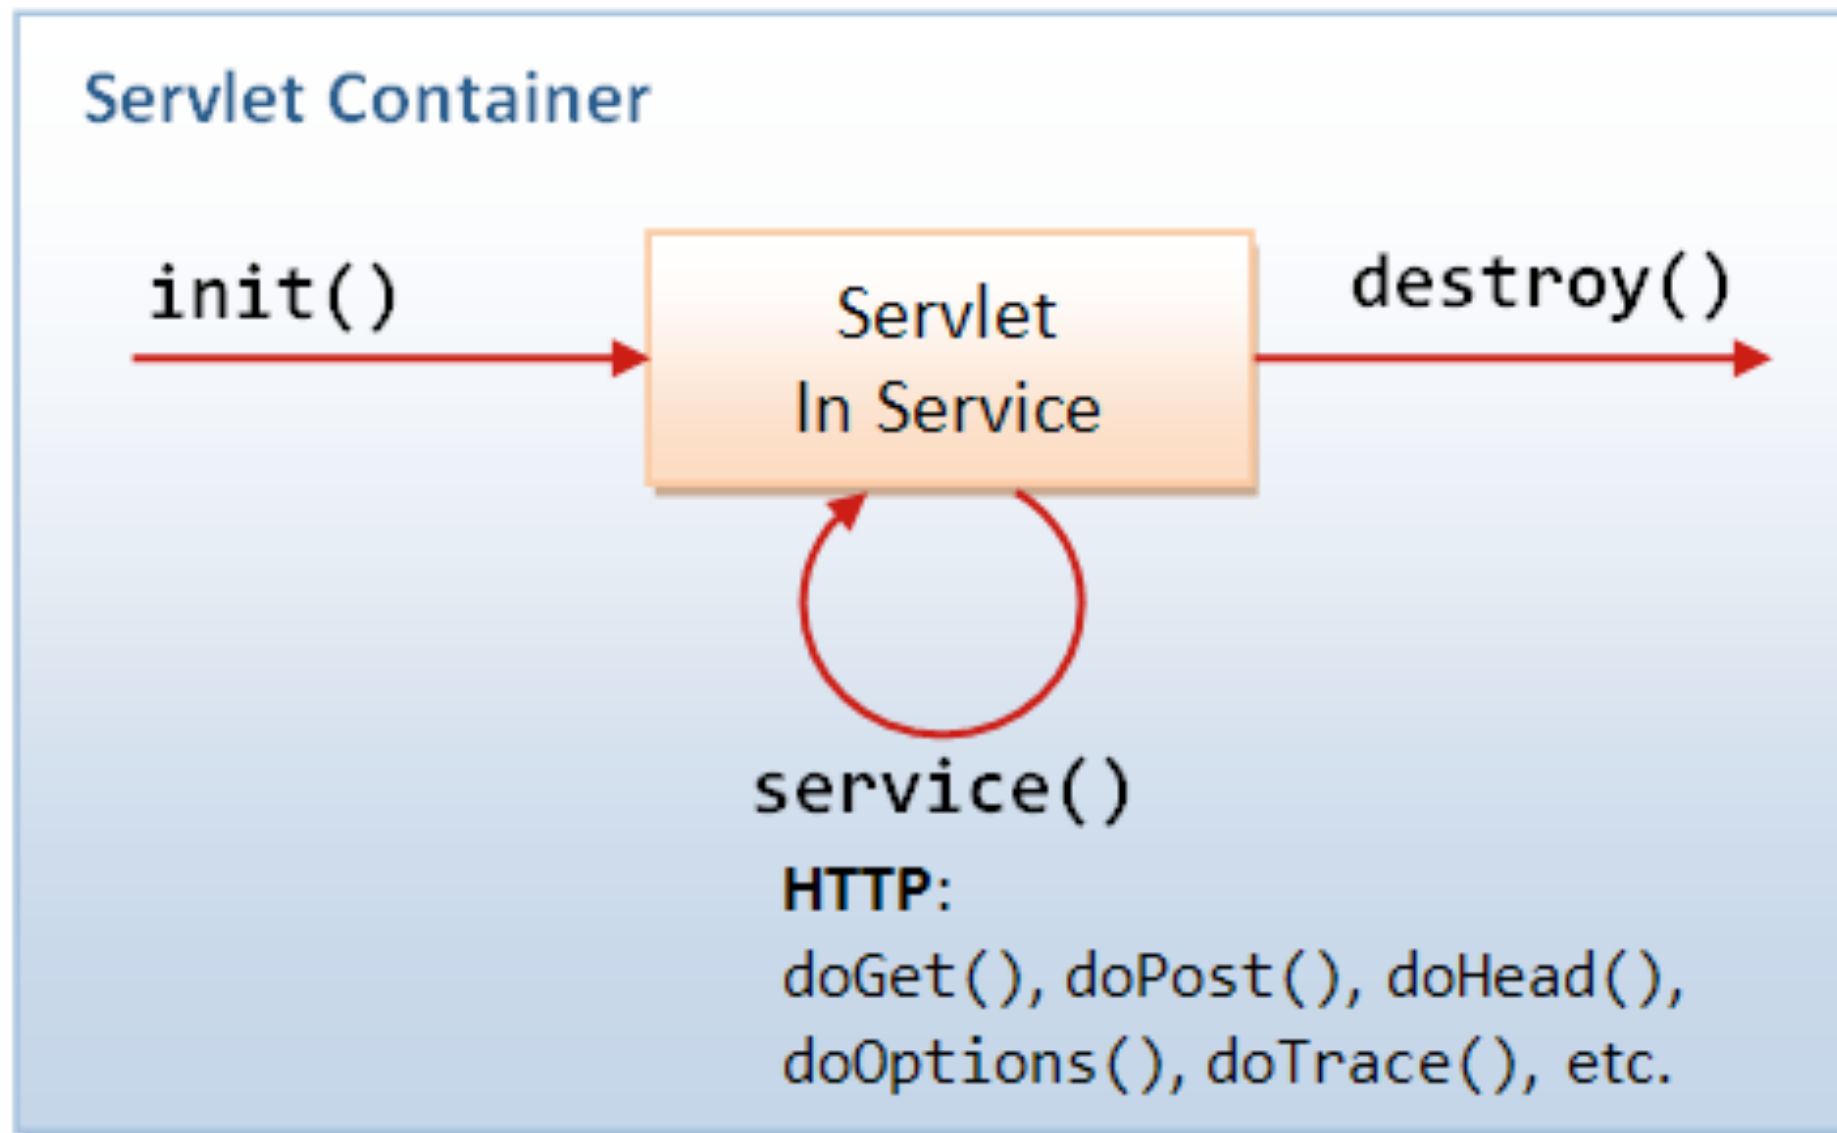 Servlet Container
init()
Servlet
In Service
destroy()
service()
HTTP:
doGet(), doPost(), doHead(),
doOptions(), doTrace(), etc.